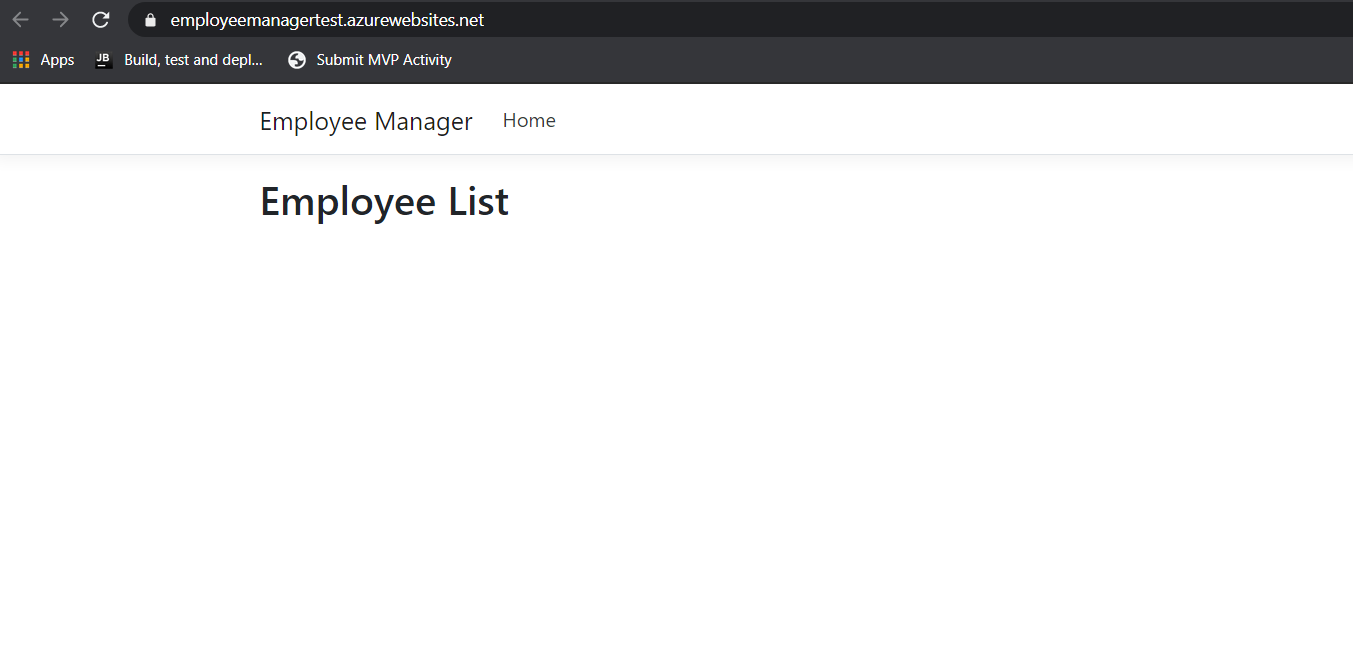 employeemanagertest.azurewebsites.net
Apps JB Build, test and depl... Submit MVP Activity
Employee Manager Home
Employee List